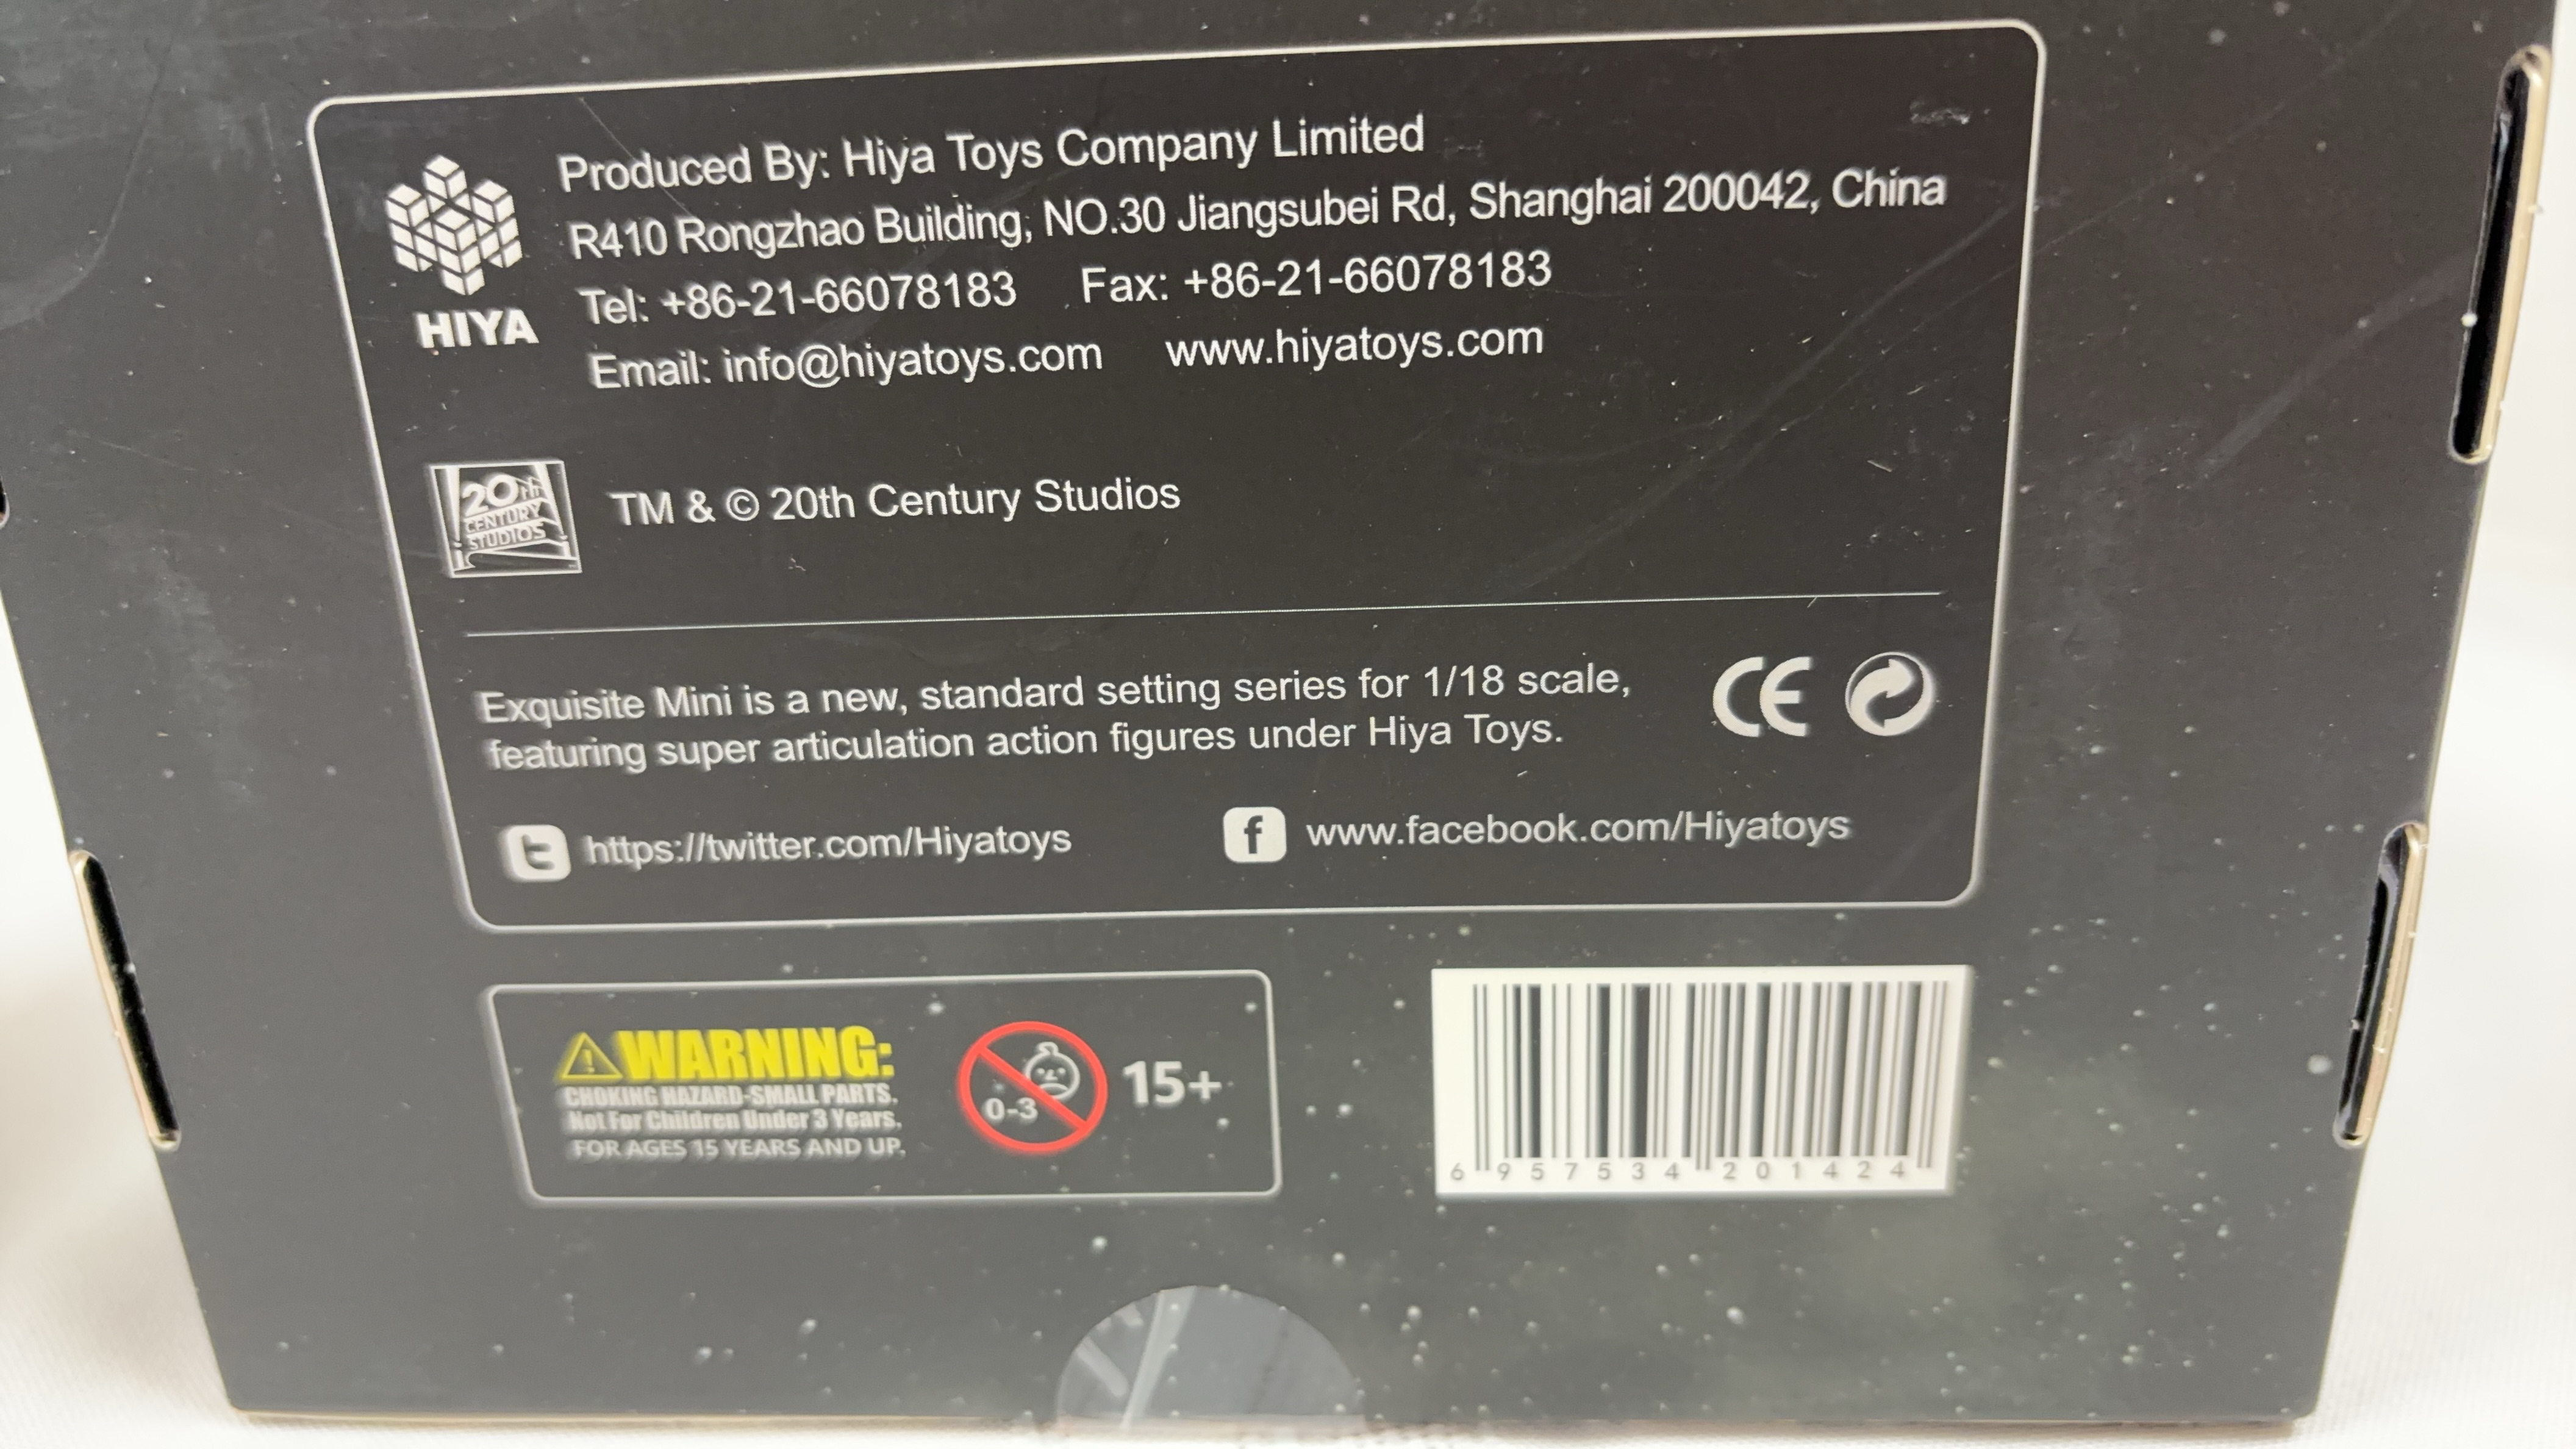 HIYA
Produced By: Hiya Toys Company Limited
R410 Rongzhao Building, NO.30 Jiangsubei Rd, Shanghai 200042, China
Tel: +86-21-66078183 Fax: +86-21-66078183
Email: info@hiyatoys.com www.hiyatoys.com
20th
CENTURY
STUDIOS
TM & © 20th Century Studios
Exquisite Mini is a new, standard setting series for 1/18 scale,
featuring super articulation action figures under Hiya Toys.
CE
https://twitter.com/Hiyatoys
www.facebook.com/Hiyatoys
WARNING:
CHOKING HAZARD-SMALL PARTS.
Not For Children Under 3 Years.
FOR AGES 15 YEARS AND UP.
0-3
15+
6 957534 201424